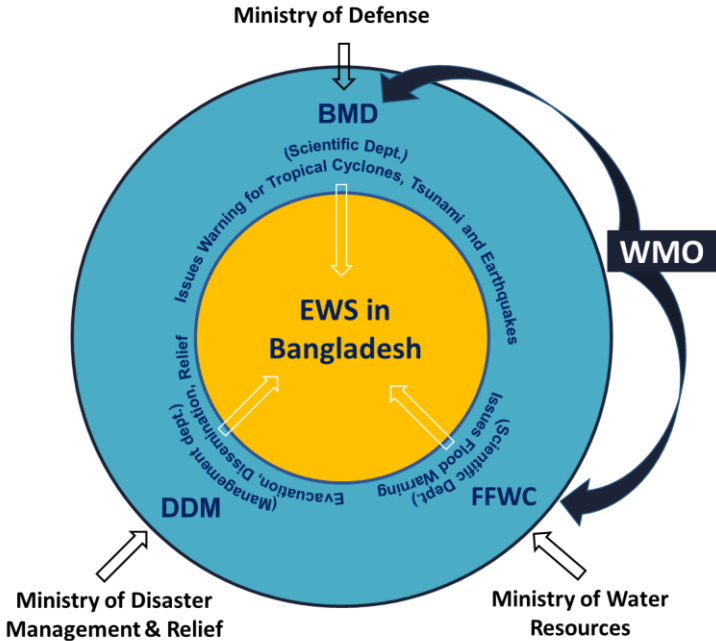 Ministry of Defense
BMD
(Scientific Dept.)
Issues Warning for Tropical Cyclones, Tsunami and Earthquakes
WMO
EWS in
Bangladesh
Evacuation, Dissemination, Relief
(Management dept.)
DDM
Issues Flood Warning
(Scientific Dept.)
FFWC
Ministry of Disaster
Management & Relief
Ministry of Water
Resources